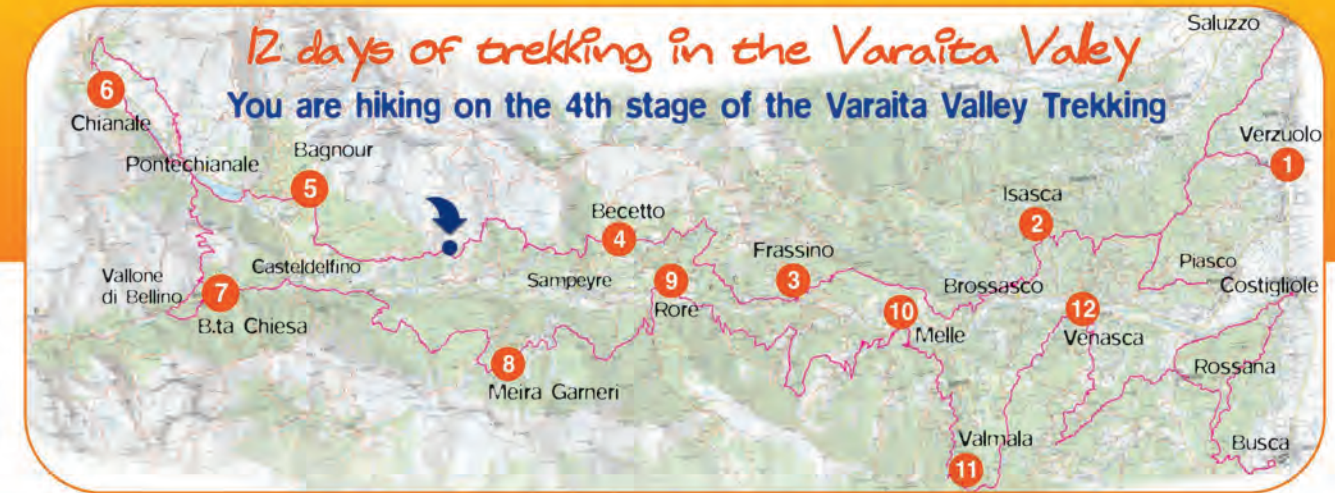 12 days of trekking in the Varaita Valley
You are hiking on the 4th stage of the Varaita Valley Trekking
Saluzzo
6
Chianale
Verzuolo
1
Pontechianale
Bagnour
5
Isasca
2
Becetto
4
Frassino
3
Vallone
di Bellino
7
Casteldelfino
B.ta Chiesa
Sampeyre
9
Rore
Brossasco
Piasco
Costigliole
10
Melle
12
Venasca
8
Meira Garneri
Rossana
Valmala
11
Busca